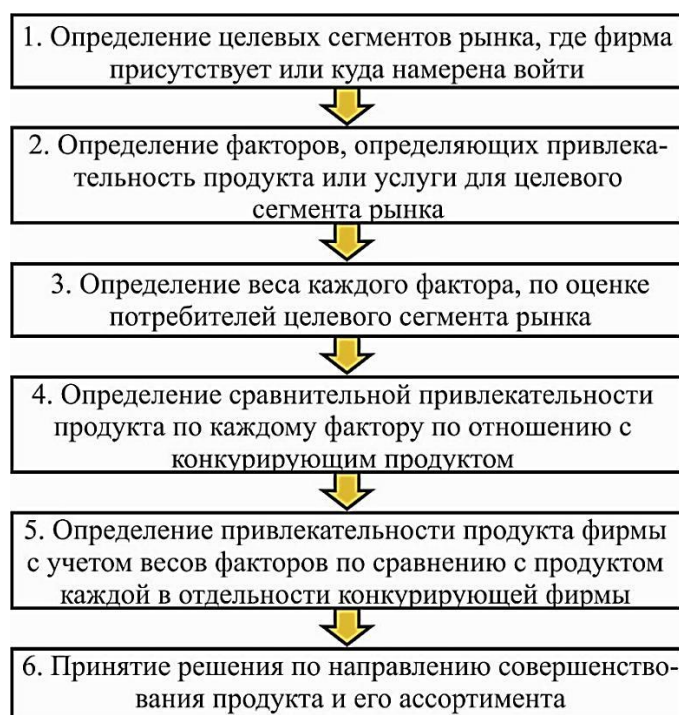 1. Определение целевых сегментов рынка, где фирма
присутствует или куда намерена войти
2. Определение факторов, определяющих привлека-
тельность продукта или услуги для целевого
сегмента рынка
3. Определение веса каждого фактора, по оценке
потребителей целевого сегмента рынка
4. Определение сравнительной привлекательности
продукта по каждому фактору по отношению с
конкурирующим продуктом
5. Определение привлекательности продукта фирмы
с учетом весов факторов по сравнению с продуктом
каждой в отдельности конкурирующей фирмы
6. Принятие решения по направлению совершенство-
вания продукта и его ассортимента